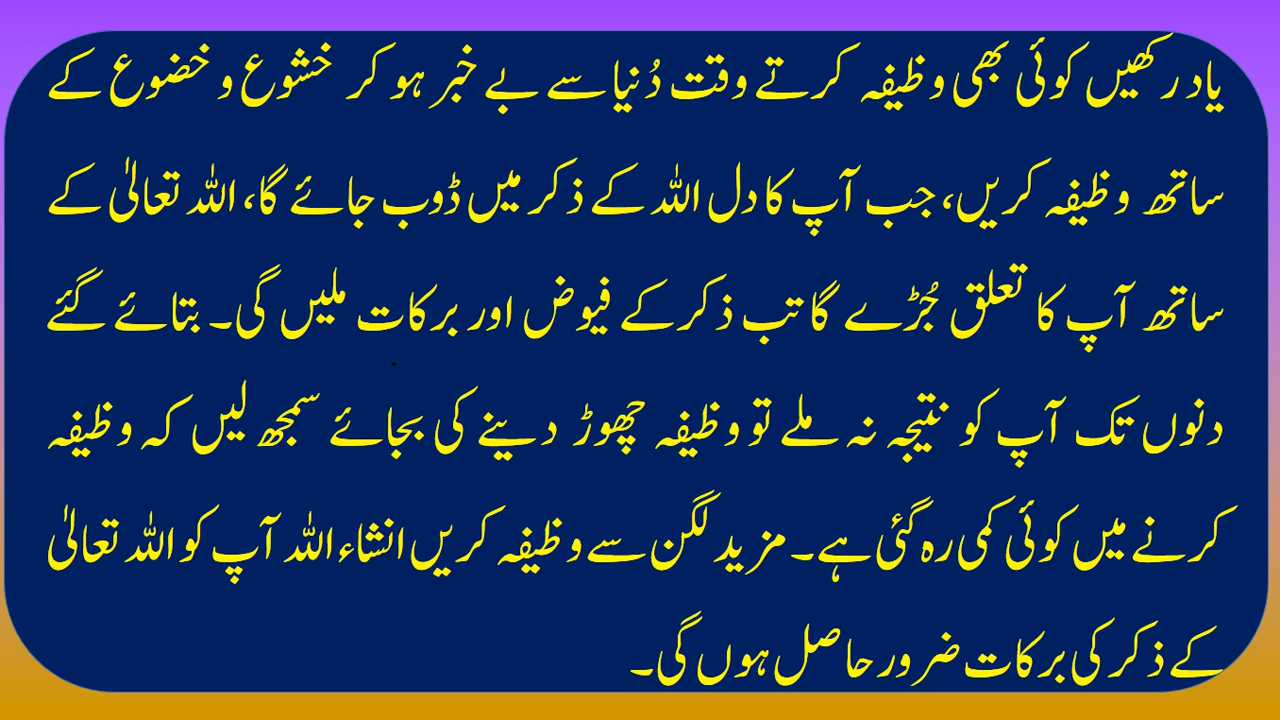 یاد رکھیں کوئی بھی وظیفہ کرتے وقت دُنیا سے بے خبر ہو کر خشوع و خضوع کے
ساتھ وظیفہ کریں، جب آپ کا دل اللہ کے ذکر میں ڈوب جائے گا، اللہ تعالیٰ کے
ساتھ آپ کا تعلق جُڑے گا تب ذکر کے فیوض اور برکات ملیں گی۔ بتائے گئے
دنوں تک آپ کو نتیجہ نہ ملے تو وظیفہ چھوڑ دینے کی بجائے سمجھ لیں کہ وظیفہ
کرنے میں کوئی کمی رہ گئی ہے۔ مزید لگن سے وظیفہ کریں انشاء اللہ آپ کو اللہ تعالیٰ
کے ذکر کی برکات ضرور حاصل ہوں گی۔